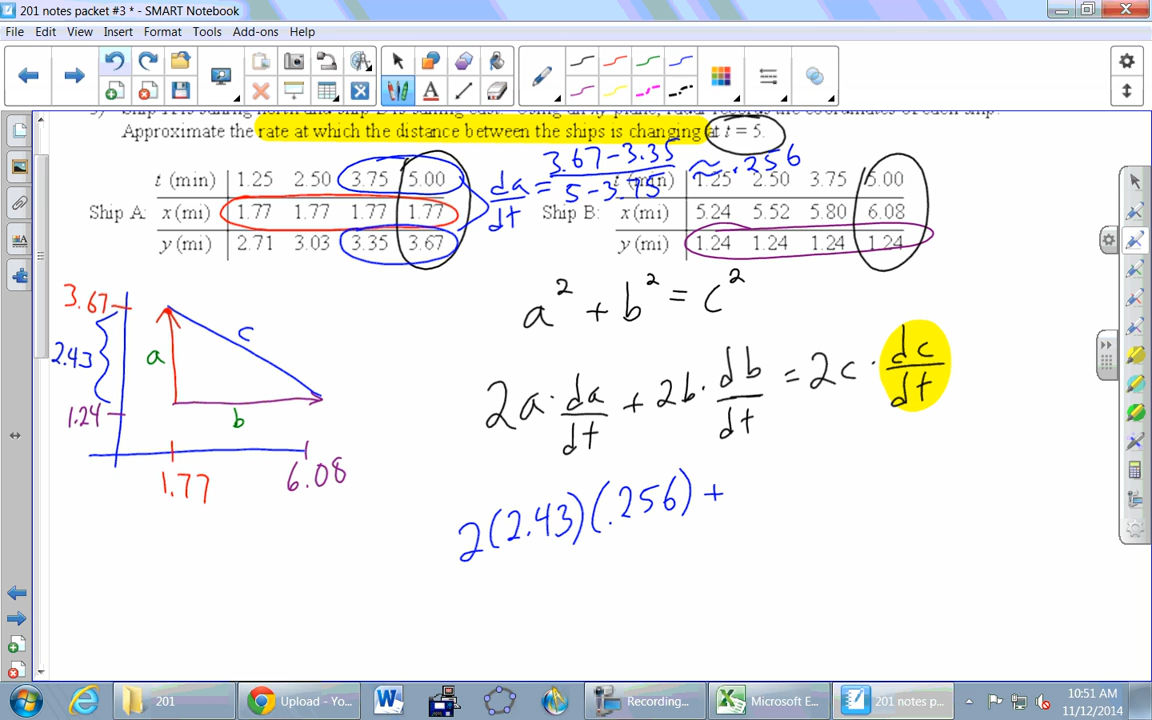 201 notes packet #3 * - SMART Notebook
File Edit View Insert Format Tools Add-ons Help
Approximate the rate at which the distance between the ships is changing at t = 5.
da/dt = (3.67 - 3.35)/(5 - 3.75) ≈ .256
t (min) 1.25 2.50 3.75 5.00
Ship A: x (mi) 1.77 1.77 1.77 1.77
y (mi) 2.71 3.03 3.35 3.67
t (min) 1.25 2.50 3.75 5.00
Ship B: x (mi) 5.24 5.52 5.80 6.08
y (mi) 1.24 1.24 1.24 1.24
a² + b² = c²
3.67
c
2.43
a
1.24
b
1.77
6.08
2a · da/dt + 2b · db/dt = 2c · dc/dt
2(2.43)(.256) +
201
Upload - Yo...
Recording...
Microsoft E...
201 notes p...
10:51 AM
11/12/2014